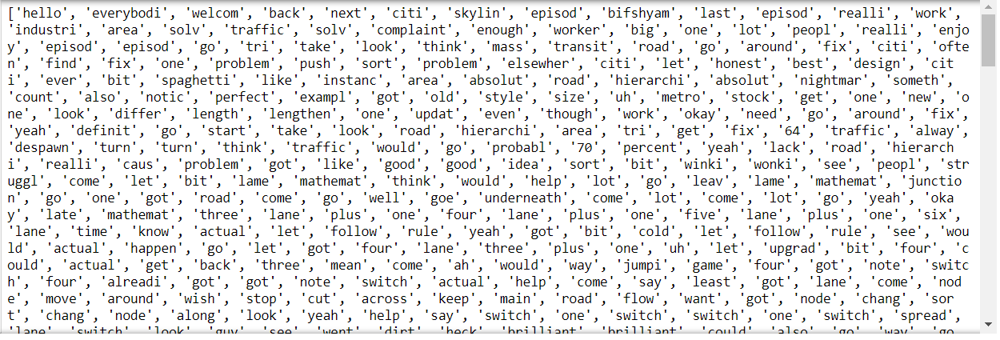 ['hello', 'everybodi', 'welcom', 'back', 'next', 'citi', 'skylin', 'episod', 'bifshyam', 'last', 'episod', 'realli', 'work',
'industri', 'area', 'solv', 'traffic', 'solv', 'complaint', 'enough', 'worker', 'big', 'one', 'lot', 'peopl', 'realli', 'enjo
y', 'episod', 'episod', 'go', 'tri', 'take', 'look', 'think', 'mass', 'transit', 'road', 'go', 'around', 'fix', 'citi', 'ofte
n', 'find', 'fix', 'one', 'problem', 'push', 'sort', 'problem', 'elsewher', 'citi', 'let', 'honest', 'best', 'design', 'cit
i', 'ever', 'bit', 'spaghetti', 'like', 'instanc', 'area', 'absolut', 'road', 'hierarchi', 'absolut', 'nightmar', 'someth',
'count', 'also', 'notic', 'perfect', 'exampl', 'got', 'old', 'style', 'size', 'uh', 'metro', 'stock', 'get', 'one', 'new', 'o
ne', 'look', 'differ', 'length', 'lengthen', 'one', 'updat', 'even', 'though', 'work', 'okay', 'need', 'go', 'around', 'fix',
'yeah', 'definit', 'go', 'start', 'take', 'look', 'road', 'hierarchi', 'area', 'tri', 'get', 'fix', '64', 'traffic', 'alway',
'despawn', 'turn', 'turn', 'think', 'traffic', 'would', 'go', 'probabl', '70', 'percent', 'yeah', 'lack', 'road', 'hierarch
i', 'realli', 'caus', 'problem', 'got', 'like', 'good', 'good', 'idea', 'sort', 'bit', 'winki', 'wonki', 'see', 'peopl', 'str
uggl', 'come', 'let', 'bit', 'lame', 'mathemat', 'think', 'would', 'help', 'lot', 'go', 'leav', 'lame', 'mathemat', 'junctio
n', 'go', 'one', 'got', 'road', 'come', 'go', 'well', 'goe', 'underneath', 'come', 'lot', 'come', 'lot', 'go', 'yeah', 'oka
y', 'late', 'mathemat', 'three', 'lane', 'plus', 'one', 'four', 'lane', 'plus', 'one', 'five', 'lane', 'plus', 'one', 'six',
'lane', 'time', 'know', 'actual', 'let', 'follow', 'rule', 'yeah', 'got', 'bit', 'cold', 'let', 'follow', 'rule', 'see', 'wou
ld', 'actual', 'happen', 'go', 'let', 'got', 'four', 'lane', 'three', 'plus', 'one', 'uh', 'let', 'upgrad', 'bit', 'four', 'c
ould', 'actual', 'get', 'back', 'three', 'mean', 'come', 'ah', 'would', 'way', 'jumpi', 'game', 'four', 'got', 'note', 'switc
h', 'four', 'alreadi', 'got', 'got', 'note', 'switch', 'actual', 'help', 'come', 'say', 'least', 'got', 'lane', 'come', 'nod
e', 'move', 'around', 'wish', 'stop', 'cut', 'across', 'keep', 'main', 'road', 'flow', 'want', 'got', 'node', 'chang', 'sor
t', 'chang', 'node', 'along', 'look', 'yeah', 'help', 'say', 'switch', 'one', 'switch', 'switch', 'one', 'switch', 'spread',
'lane', 'switch', 'look', 'guy', 'see', 'went', 'dirt', 'heck', 'brilliant', 'brilliant', 'could', 'also', 'go', 'way', 'go